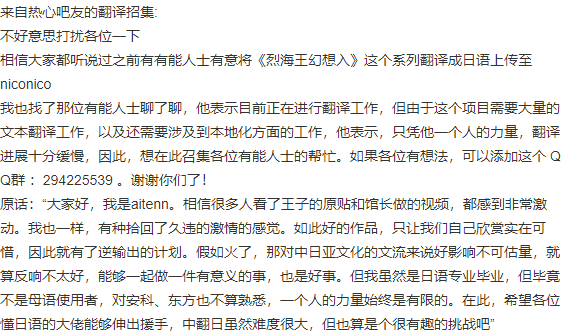 来自热心吧友的翻译招集:
不好意思打扰各位一下
相信大家都听说过之前有有能人士有意将《烈海王幻想入》这个系列翻译成日语上传至
niconico
我也找了那位有能人士聊了聊，他表示目前正在进行翻译工作，但由于这个项目需要大量的
文本翻译工作，以及还需要涉及到本地化方面的工作，他表示，只凭他一个人的力量，翻译
进展十分缓慢，因此，想在此召集各位有能人士的帮忙。如果各位有想法，可以添加这个 Q
Q群 ：294225539 。谢谢你们了！
原话：“大家好，我是aitenn。相信很多人看了王子的原贴和馆长做的视频，都感到非常激
动。我也一样，有种拾回了久违的激情的感觉。如此好的作品，只让我们自己欣赏实在可
惜，因此就有了逆输出的计划。假如火了，那对中日亚文化的交流来说好影响不可估量，就
算反响不太好，能够一起做一件有意义的事，也是好事。但我虽然是日语专业毕业，但毕竟
不是母语使用者，对安科、东方也不算熟悉，一个人的力量始终是有限的。在此，希望各位
懂日语的大佬能够伸出援手，中翻日虽然难度很大，但也算是个很有趣的挑战吧”